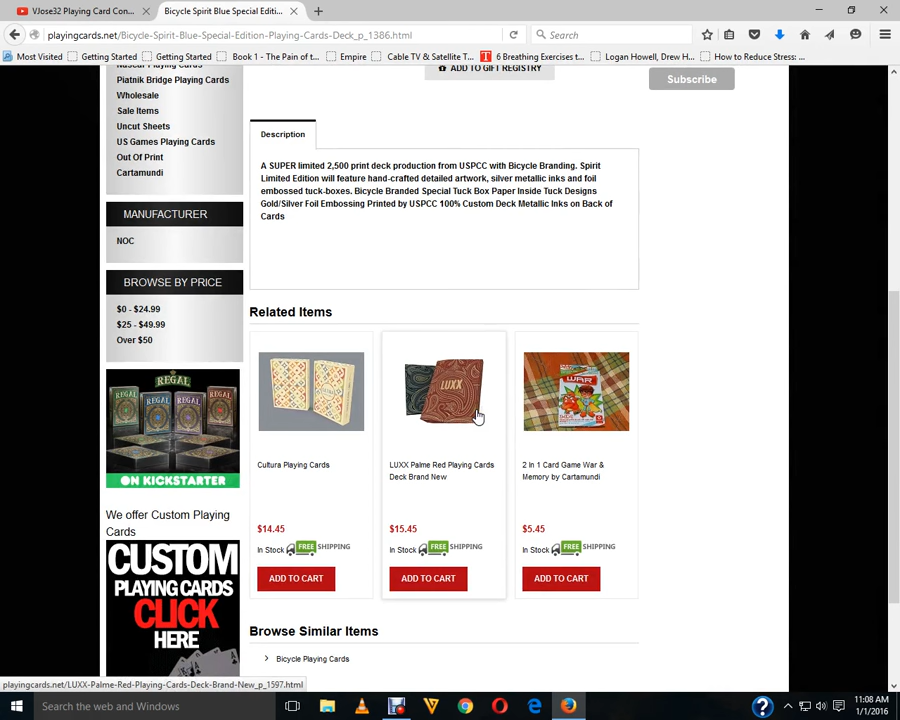 VJose32 Playing Card Con...
Bicycle Spirit Blue Special Editi...
playingcards.net/Bicycle-Spirit-Blue-Special-Edition-Playing-Cards-Deck_p_1386.html
Search
Most Visited
Getting Started
Getting Started
Book 1 - The Pain of t...
Empire
Cable TV & Satellite T...
6 Breathing Exercises t...
Logan Howell, Drew H...
How to Reduce Stress: ...
Piatnik Bridge Playing Cards
Wholesale
Sale Items
Uncut Sheets
US Games Playing Cards
Out Of Print
Cartamundi
MANUFACTURER
NOC
BROWSE BY PRICE
$0 - $24.99
$25 - $49.99
Over $50
REGAL
REGAL
REGAL
REGAL
REGAL
ON KICKSTARTER
We offer Custom Playing
Cards
CUSTOM
PLAYING CARDS
CLICK
HERE
ADD TO GIFT REGISTRY
Subscribe
Description
A SUPER limited 2,500 print deck production from USPCC with Bicycle Branding. Spirit
Limited Edition will feature hand-crafted detailed artwork, silver metallic inks and foil
embossed tuck-boxes. Bicycle Branded Special Tuck Box Paper Inside Tuck Designs
Gold/Silver Foil Embossing Printed by USPCC 100% Custom Deck Metallic Inks on Back of
Cards
Related Items
LUXX
WAR
Cultura Playing Cards
LUXX Palme Red Playing Cards
Deck Brand New
2 In 1 Card Game War &
Memory by Cartamundi
$14.45
$15.45
$5.45
In Stock FREE SHIPPING
In Stock FREE SHIPPING
In Stock FREE SHIPPING
ADD TO CART
ADD TO CART
ADD TO CART
Browse Similar Items
Bicycle Playing Cards
playingcards.net/LUXX-Palme-Red-Playing-Cards-Deck-Brand-New_p_1597.html
Search the web and Windows
11:08 AM
1/1/2016